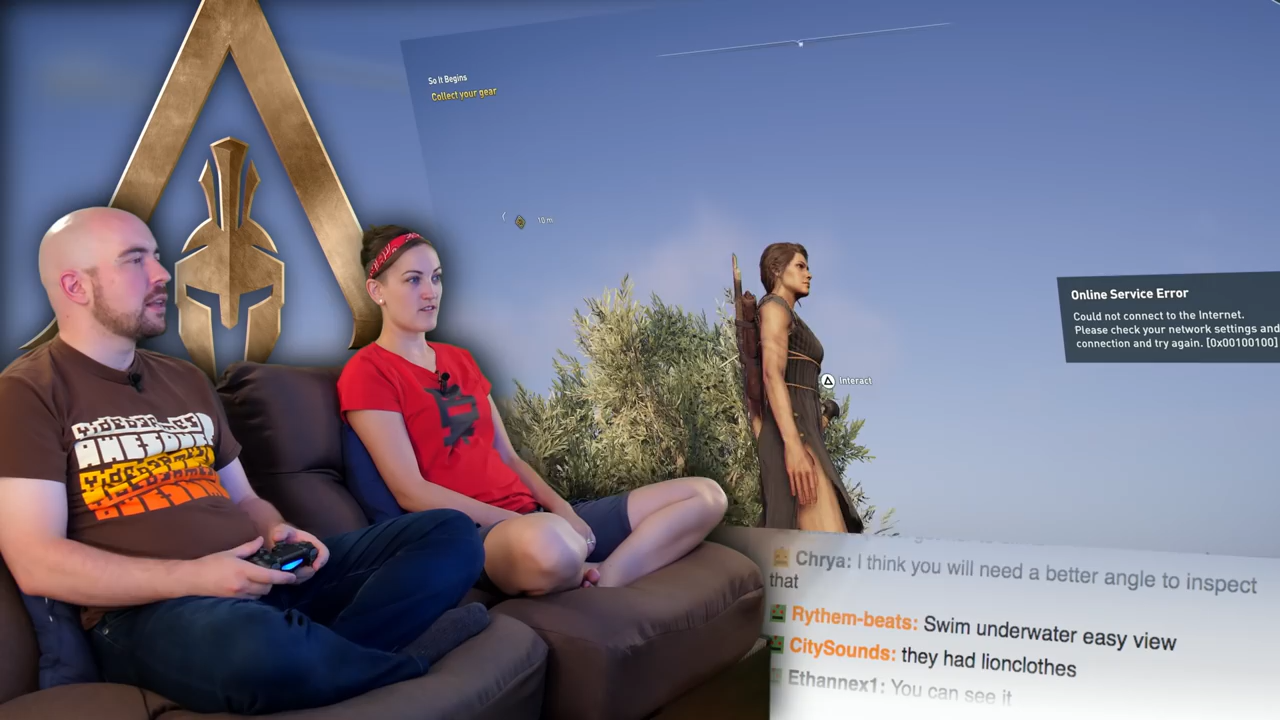 So It Begins
Collect your gear
10 m
Interact
Online Service Error
Could not connect to the Internet.
Please check your network settings and
connection and try again. [0x00100100]
AWESOME
Chrya: I think you will need a better angle to inspect
that
Rythem-beats: Swim underwater easy view
CitySounds: they had lionclothes
Ethannex1: You can see it